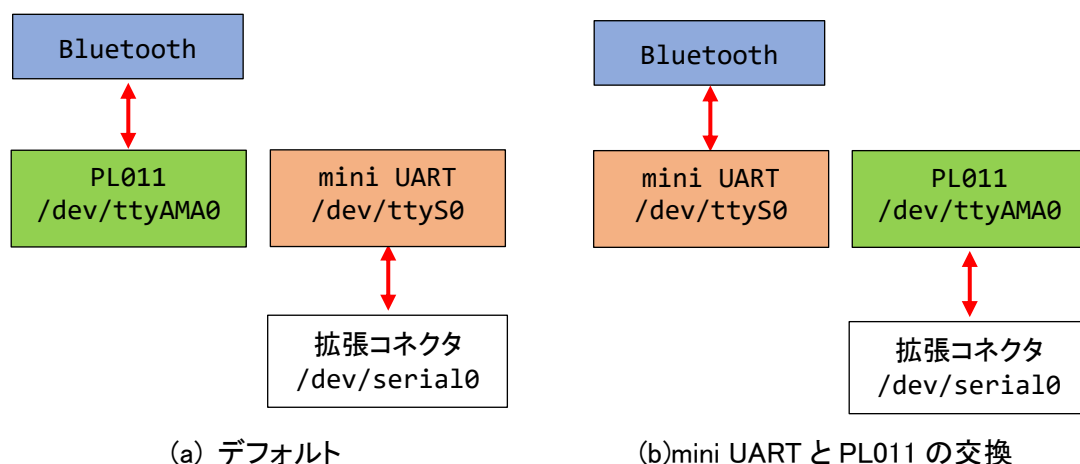 Bluetooth
PL011
/dev/ttyAMA0
mini UART
/dev/ttyS0
拡張コネクタ
/dev/serial0
(a) デフォルト
Bluetooth
mini UART
/dev/ttyS0
PL011
/dev/ttyAMA0
拡張コネクタ
/dev/serial0
(b)mini UART と PL011 の交換